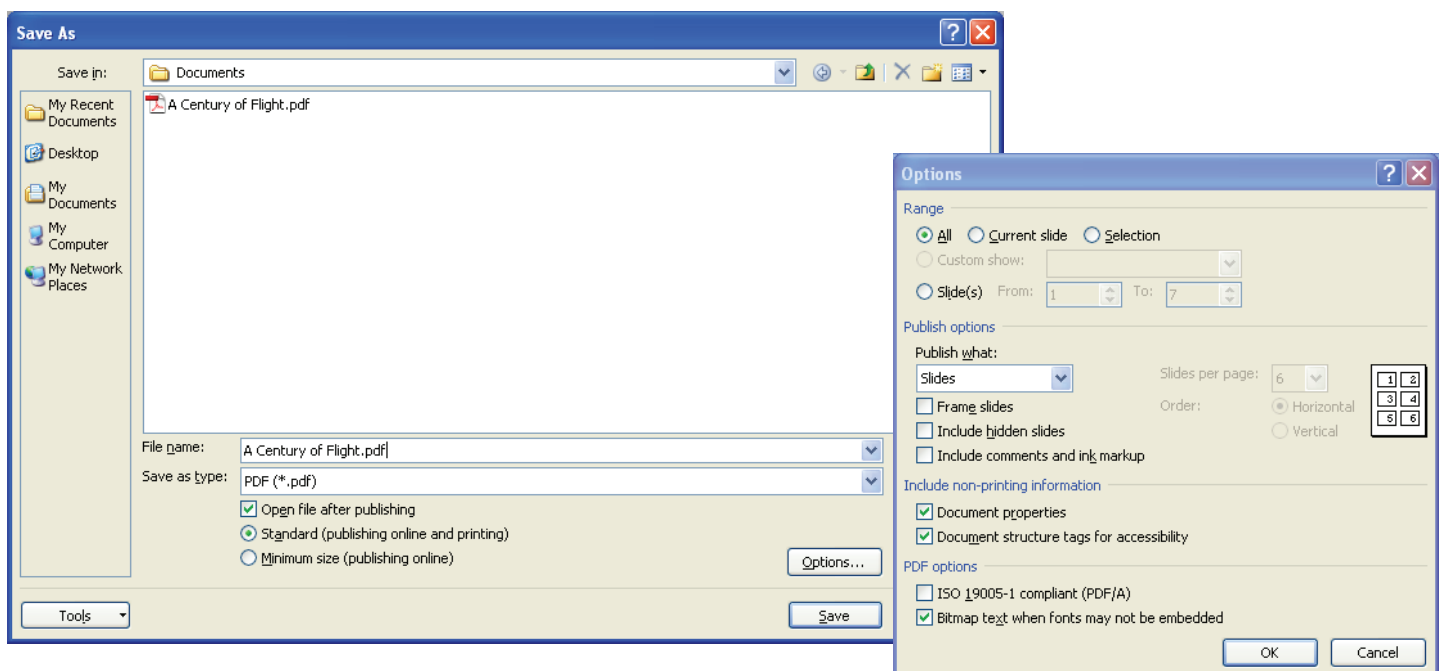 Save As
Save in:
Documents
My Recent
Documents
Desktop
My
Documents
My
Computer
My Network
Places
A Century of Flight.pdf
File name:
A Century of Flight.pdf
Save as type:
PDF (*.pdf)
Open file after publishing
Standard (publishing online and printing)
Minimum size (publishing online)
Options...
Tools
Save
Options
Range
All Current slide Selection
Custom show:
Slide(s) From: 1 To: 7
Publish options
Publish what:
Slides
Slides per page: 6
Frame slides
Order: Horizontal
Include hidden slides
Vertical
Include comments and ink markup
1 2
3 4
5 6
Include non-printing information
Document properties
Document structure tags for accessibility
PDF options
ISO 19005-1 compliant (PDF/A)
Bitmap text when fonts may not be embedded
OK Cancel